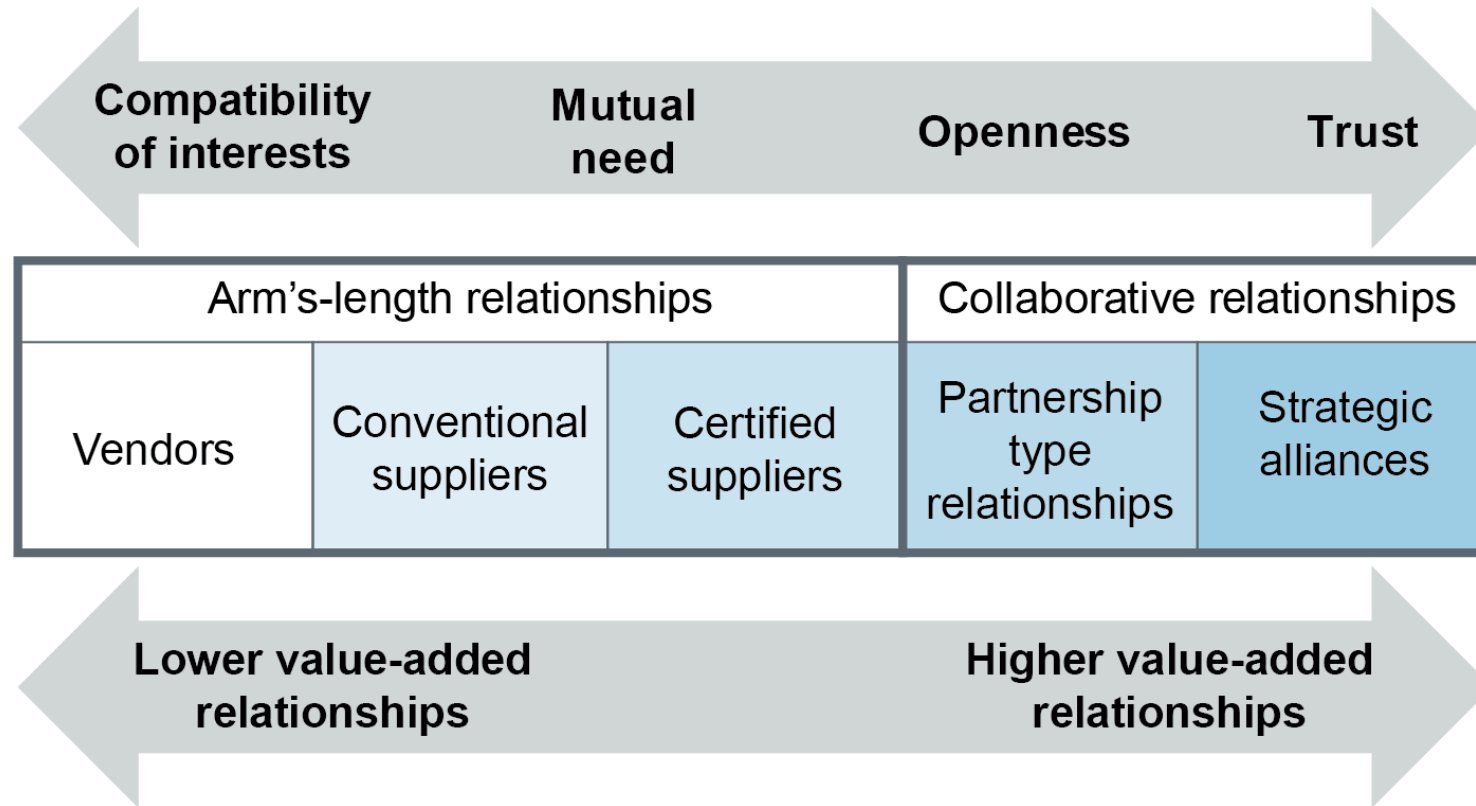 Compatibility
of interests
Mutual
need
Openness
Trust
Arm’s-length relationships
Collaborative relationships
Vendors
Conventional
suppliers
Certified
suppliers
Partnership
type
relationships
Strategic
alliances
Lower value-added
relationships
Higher value-added
relationships